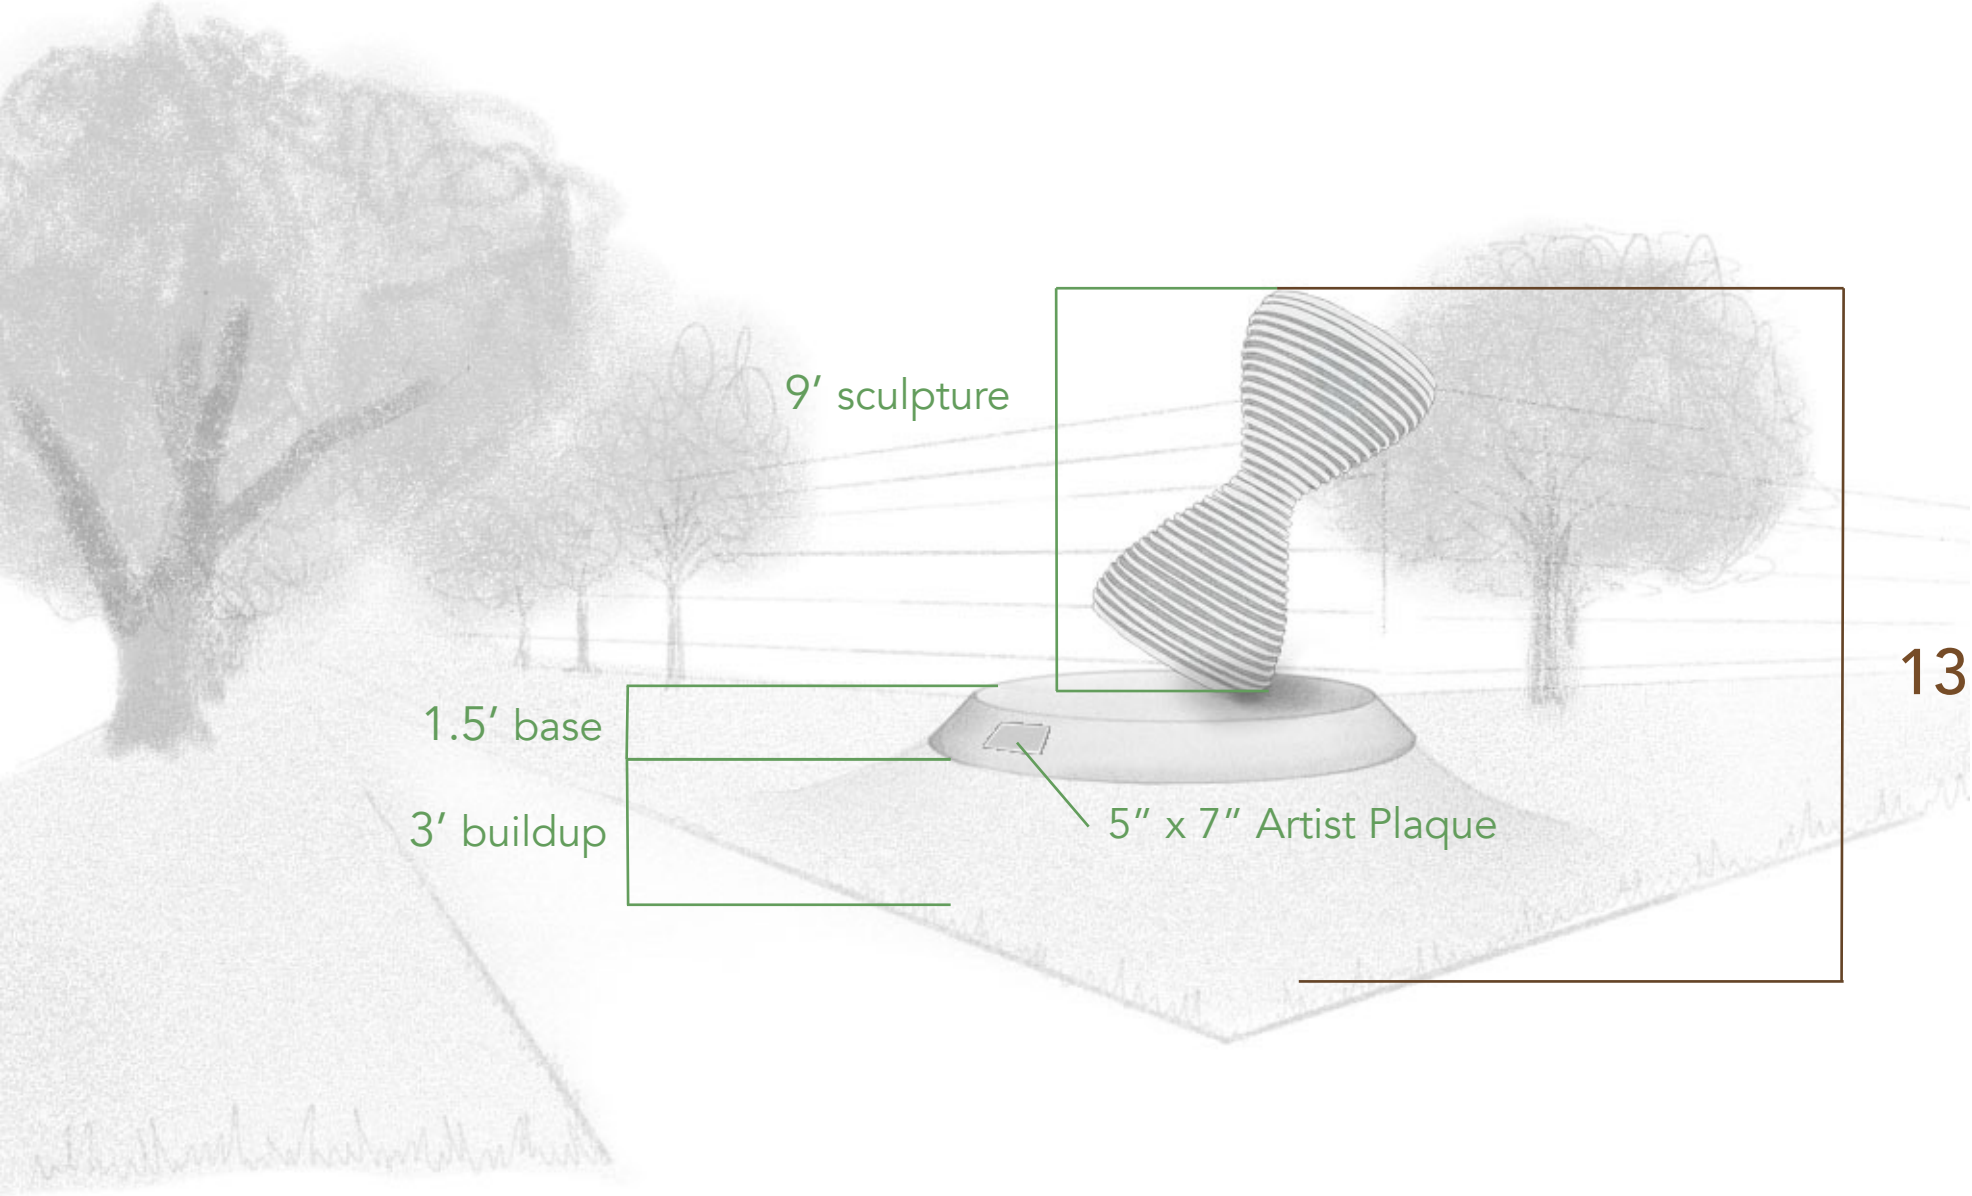 9’ sculpture
13
1.5’ base
5” x 7” Artist Plaque
3’ buildup